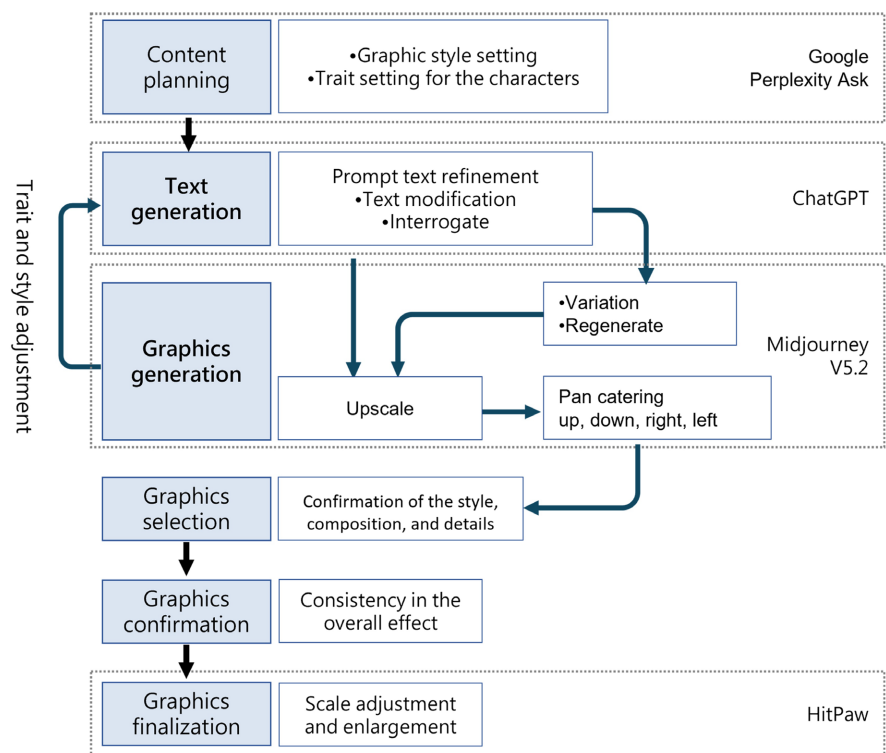 Content
planning
•Graphic style setting
•Trait setting for the characters
Google
Perplexity Ask
Text
generation
Prompt text refinement
•Text modification
•Interrogate
ChatGPT
Trait and style adjustment
Graphics
generation
•Variation
•Regenerate
Midjourney
V5.2
Upscale
Pan catering
up, down, right, left
Graphics
selection
Confirmation of the style,
composition, and details
Graphics
confirmation
Consistency in the
overall effect
Graphics
finalization
Scale adjustment
and enlargement
HitPaw